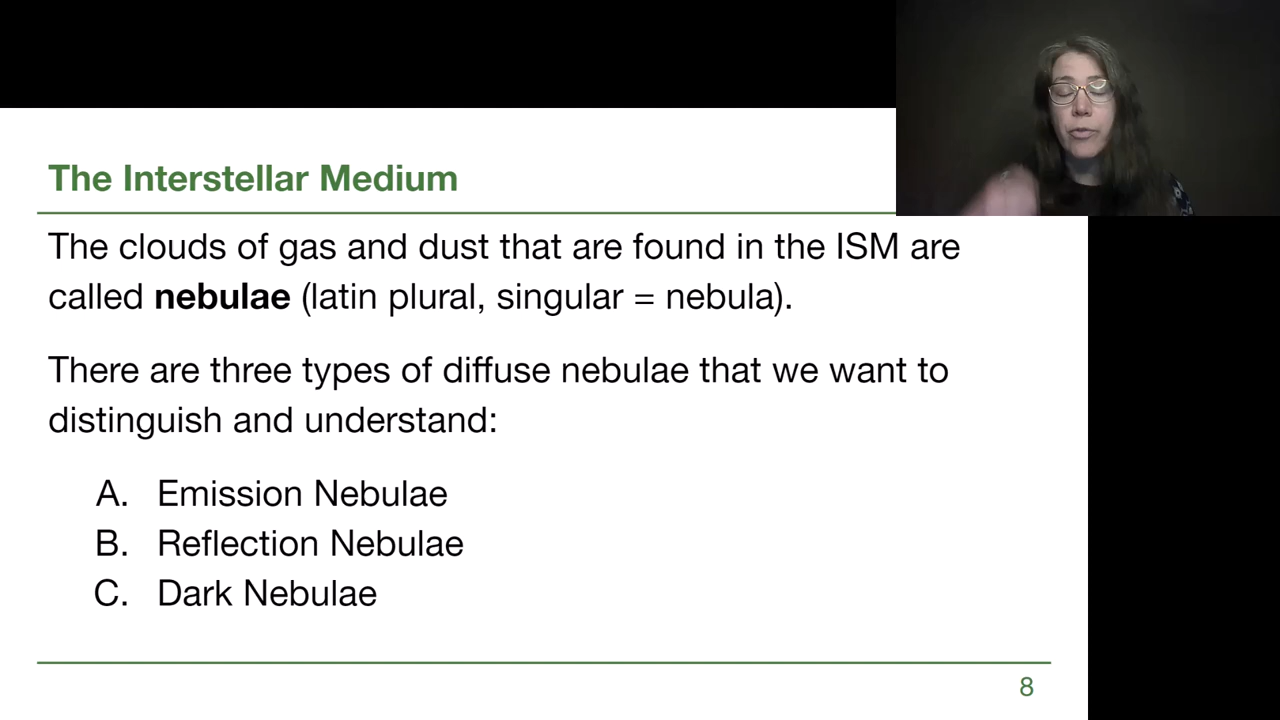 The Interstellar Medium
The clouds of gas and dust that are found in the ISM are
called nebulae (latin plural, singular = nebula).
There are three types of diffuse nebulae that we want to
distinguish and understand:
A. Emission Nebulae
B. Reflection Nebulae
C. Dark Nebulae
8